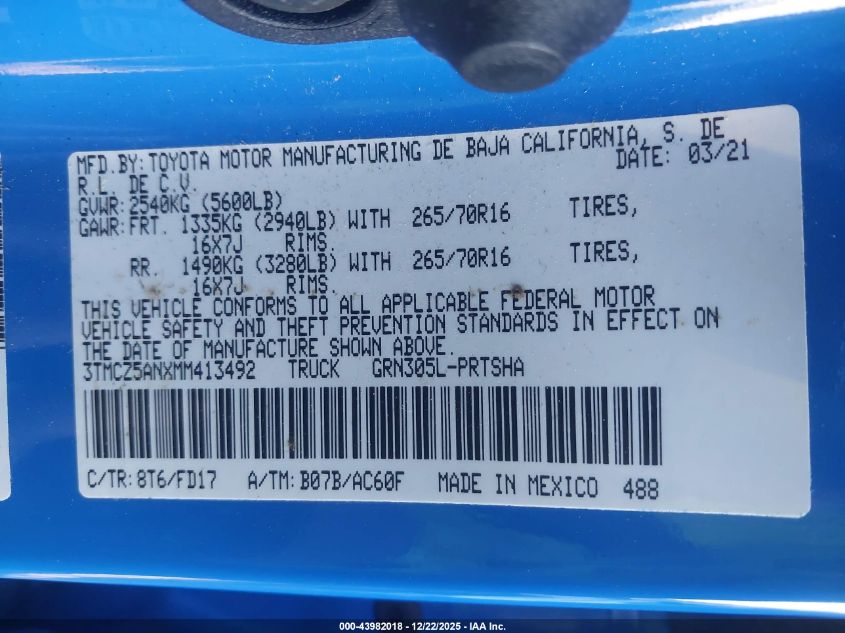 MFD. BY: TOYOTA MOTOR MANUFACTURING DE BAJA CALIFORNIA, S. DE
R.L. DE C.V. DATE: 03/21
GVWR: 2540KG (5600LB)
GAWR: FRT. 1335KG (2940LB) WITH 265/70R16 TIRES,
16X7J RIMS.
RR. 1490KG (3280LB) WITH 265/70R16 TIRES,
16X7J RIMS.
THIS VEHICLE CONFORMS TO ALL APPLICABLE FEDERAL MOTOR
VEHICLE SAFETY AND THEFT PREVENTION STANDARDS IN EFFECT ON
THE DATE OF MANUFACTURE SHOWN ABOVE.
3TMCZ5ANXMM413492 TRUCK GRN305L-PRTSHA
C/TR: 8T6/FD17 A/TM: B07B/AC60F MADE IN MEXICO 488
000-43982018 - 12/22/2025 - IAA Inc.